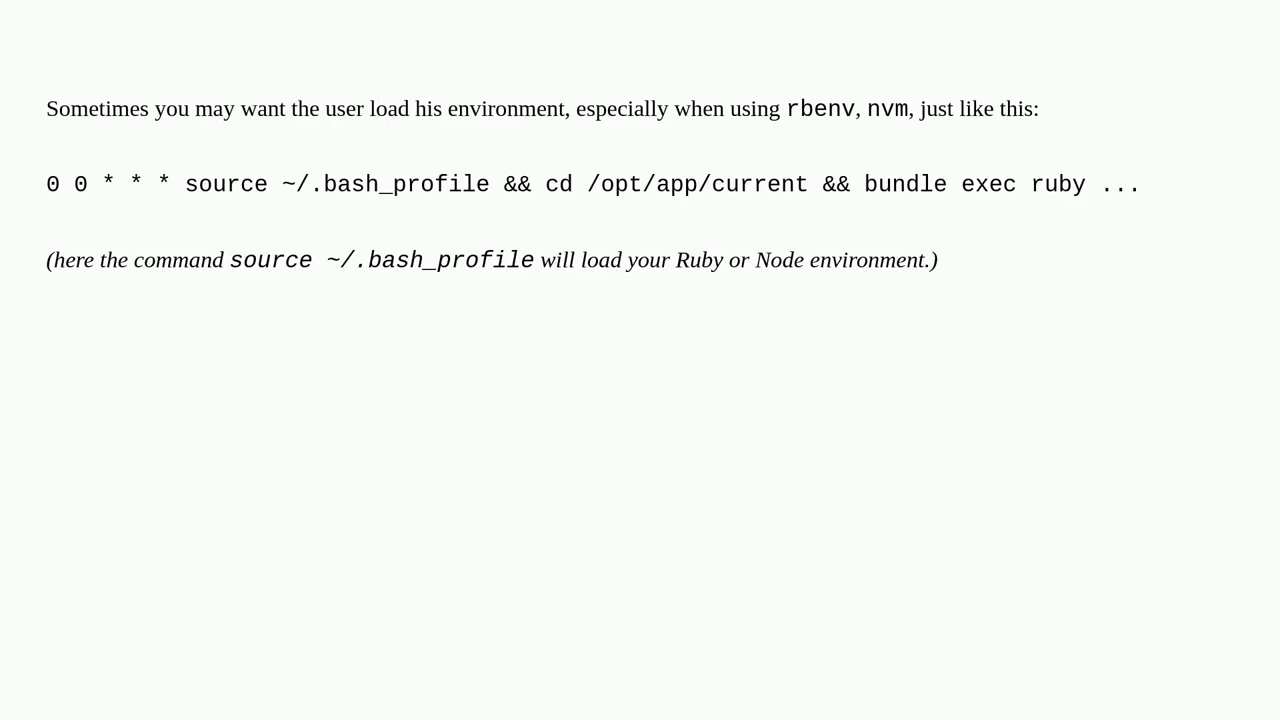 Sometimes you may want the user load his environment, especially when using rbenv, nvm, just like this:
0 0 * * * source ~/.bash_profile && cd /opt/app/current && bundle exec ruby ...
(here the command source ~/.bash_profile will load your Ruby or Node environment.)